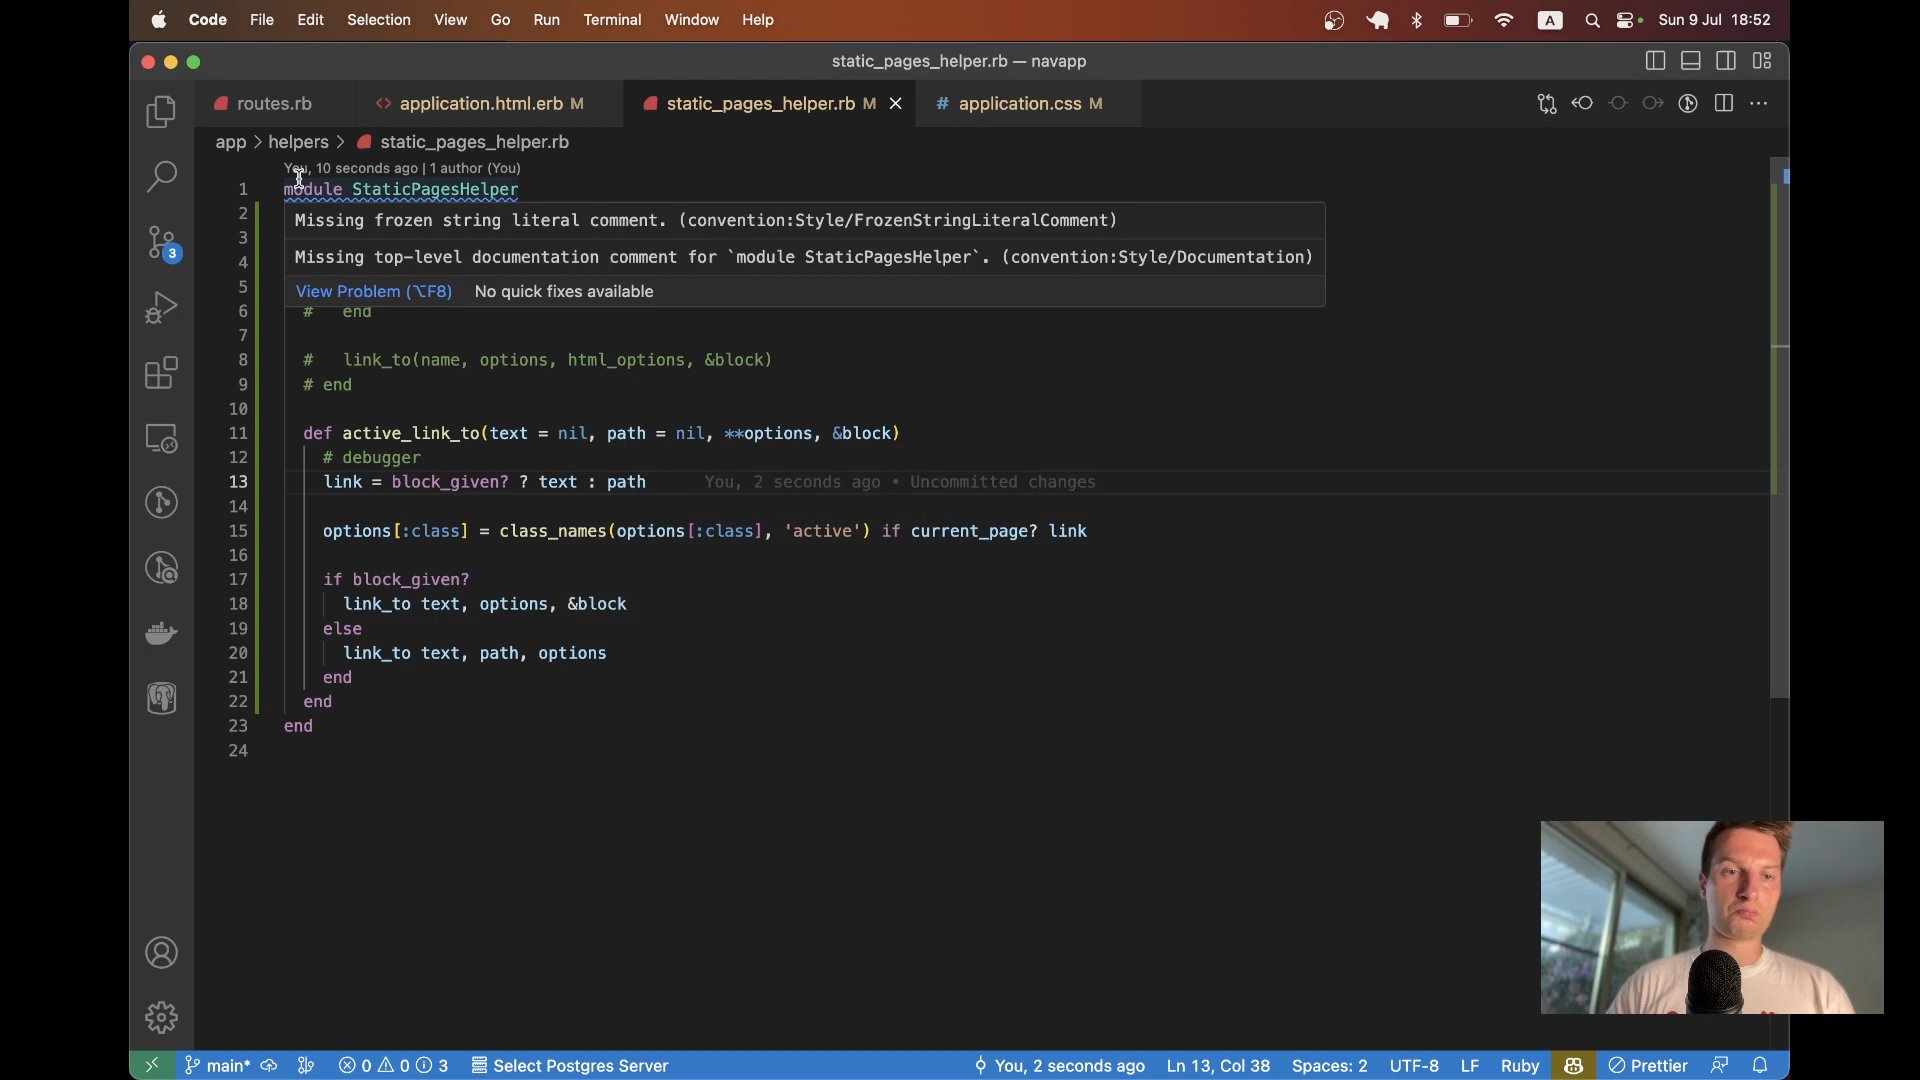 Code File Edit Selection View Go Run Terminal Window Help A Sun 9 Jul 18:52
static_pages_helper.rb — navapp
routes.rb <> application.html.erb M static_pages_helper.rb M # application.css M
app > helpers > static_pages_helper.rb
You, 10 seconds ago | 1 author (You)
1 module StaticPagesHelper
2 Missing frozen string literal comment. (convention:Style/FrozenStringLiteralComment)
3
4 Missing top-level documentation comment for `module StaticPagesHelper`. (convention:Style/Documentation)
5 View Problem (⌥F8) No quick fixes available
6 # end
7
8 # link_to(name, options, html_options, &block)
9 # end
10
11 def active_link_to(text = nil, path = nil, **options, &block)
12 # debugger
13 link = block_given? ? text : path You, 2 seconds ago • Uncommitted changes
14
15 options[:class] = class_names(options[:class], 'active') if current_page? link
16
17 if block_given?
18 link_to text, options, &block
19 else
20 link_to text, path, options
21 end
22 end
23 end
24
3
main* 0 0 3 Select Postgres Server You, 2 seconds ago Ln 13, Col 38 Spaces: 2 UTF-8 LF Ruby Prettier